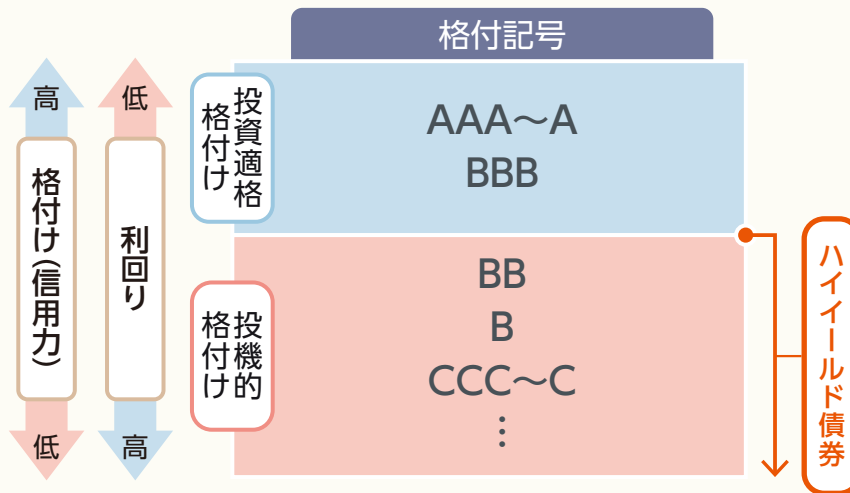 格付記号
高
格付け（信用力）
低
低
利回り
高
投資適格
格付け
AAA～A
BBB
投機的
格付け
BB
B
CCC～C
⋮
ハイイールド債券